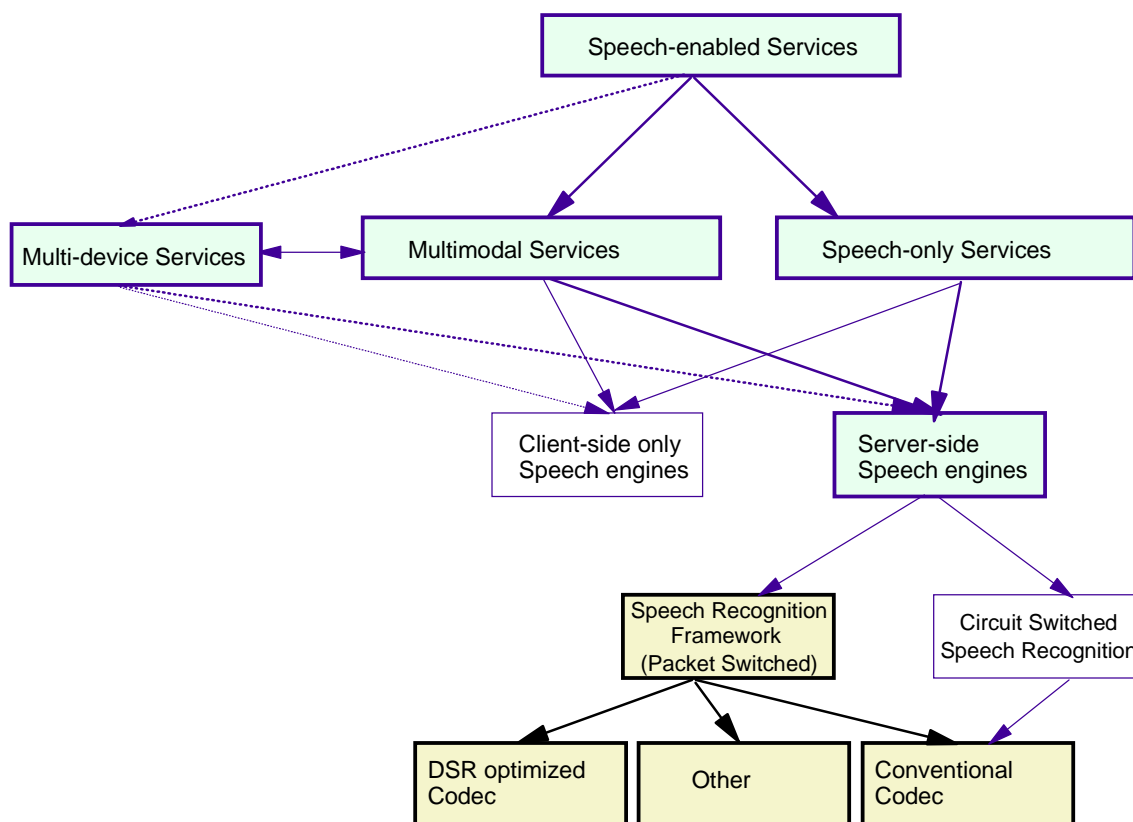 Speech-enabled Services
Multi-device Services
Multimodal Services
Speech-only Services
Client-side only
Speech engines
Server-side
Speech engines
Speech Recognition
Framework
(Packet Switched)
Circuit Switched
Speech Recognition
DSR optimized
Codec
Other
Conventional
Codec